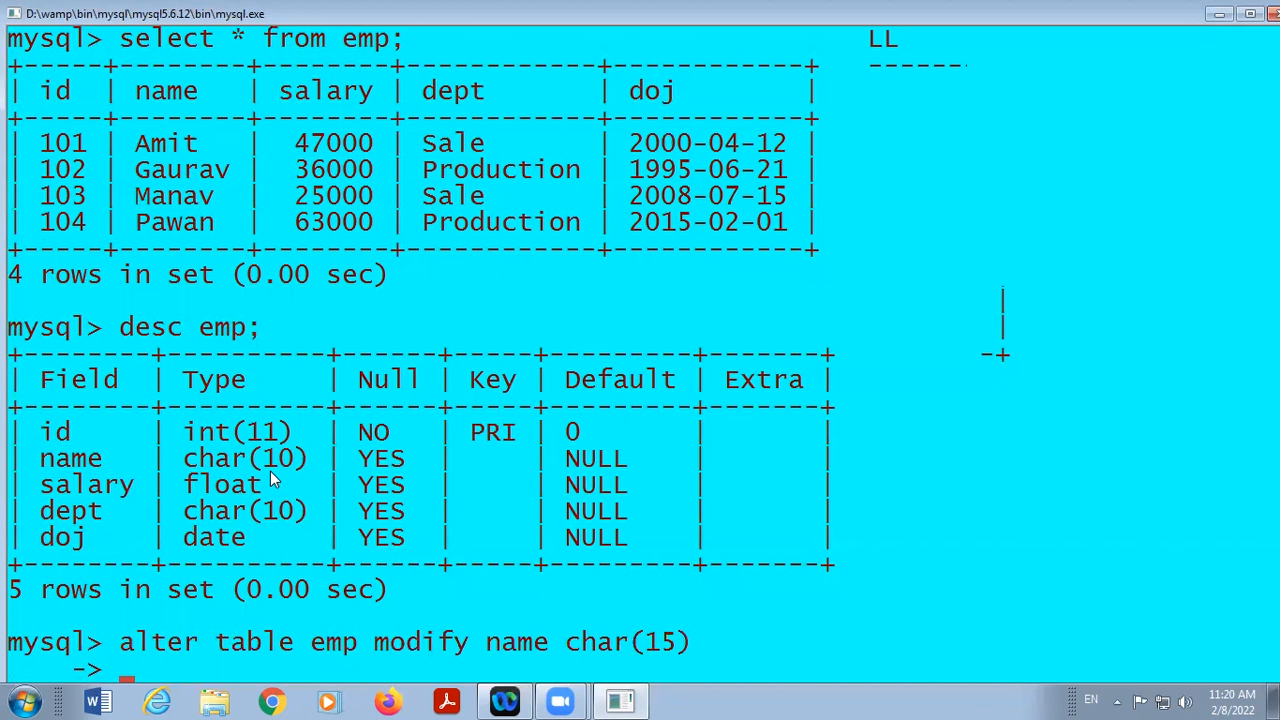 D:\wamp\bin\mysql\mysql5.6.12\bin\mysql.exe
mysql> select * from emp; LL
+-----+--------+--------+------------+------------+ ------
| id | name | salary | dept | doj |
+-----+--------+--------+------------+------------+
| 101 | Amit | 47000 | Sale | 2000-04-12 |
| 102 | Gaurav | 36000 | Production | 1995-06-21 |
| 103 | Manav | 25000 | Sale | 2008-07-15 |
| 104 | Pawan | 63000 | Production | 2015-02-01 |
+-----+--------+--------+------------+------------+
4 rows in set (0.00 sec)
|
mysql> desc emp; |
+--------+----------+------+-----+---------+-------+ -+
| Field | Type | Null | Key | Default | Extra |
+--------+----------+------+-----+---------+-------+
| id | int(11) | NO | PRI | 0 | |
| name | char(10) | YES | | NULL | |
| salary | float | YES | | NULL | |
| dept | char(10) | YES | | NULL | |
| doj | date | YES | | NULL | |
+--------+----------+------+-----+---------+-------+
5 rows in set (0.00 sec)
mysql> alter table emp modify name char(15)
->
EN
11:20 AM
2/8/2022